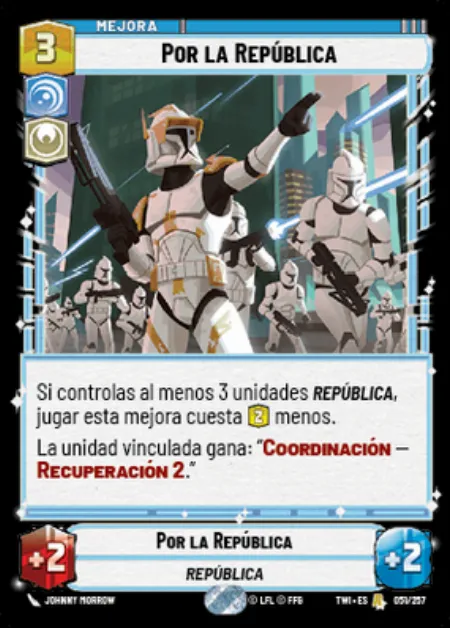 MEJORA
3
POR LA REPÚBLICA
Si controlas al menos 3 unidades REPÚBLICA,
jugar esta mejora cuesta 2 menos.
La unidad vinculada gana: “COORDINACIÓN –
RECUPERACIÓN 2.”
+2
POR LA REPÚBLICA
+2
REPÚBLICA
JOHNNY MORROW
© LFL © FFG
TWI•ES
051/257